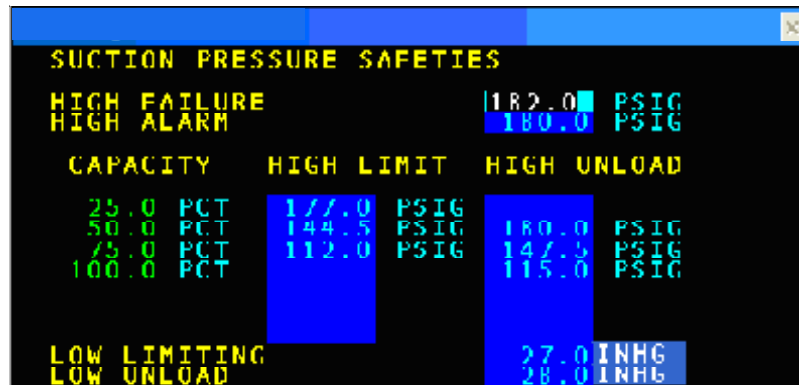 SUCTION PRESSURE SAFETIES
HIGH FAILURE 182.0 PSIG
HIGH ALARM 180.0 PSIG
CAPACITY HIGH LIMIT HIGH UNLOAD
25.0 PCT 177.0 PSIG
50.0 PCT 144.5 PSIG 180.0 PSIG
75.0 PCT 112.0 PSIG 147.5 PSIG
100.0 PCT 115.0 PSIG
LOW LIMITING 27.0 INHG
LOW UNLOAD 28.0 INHG